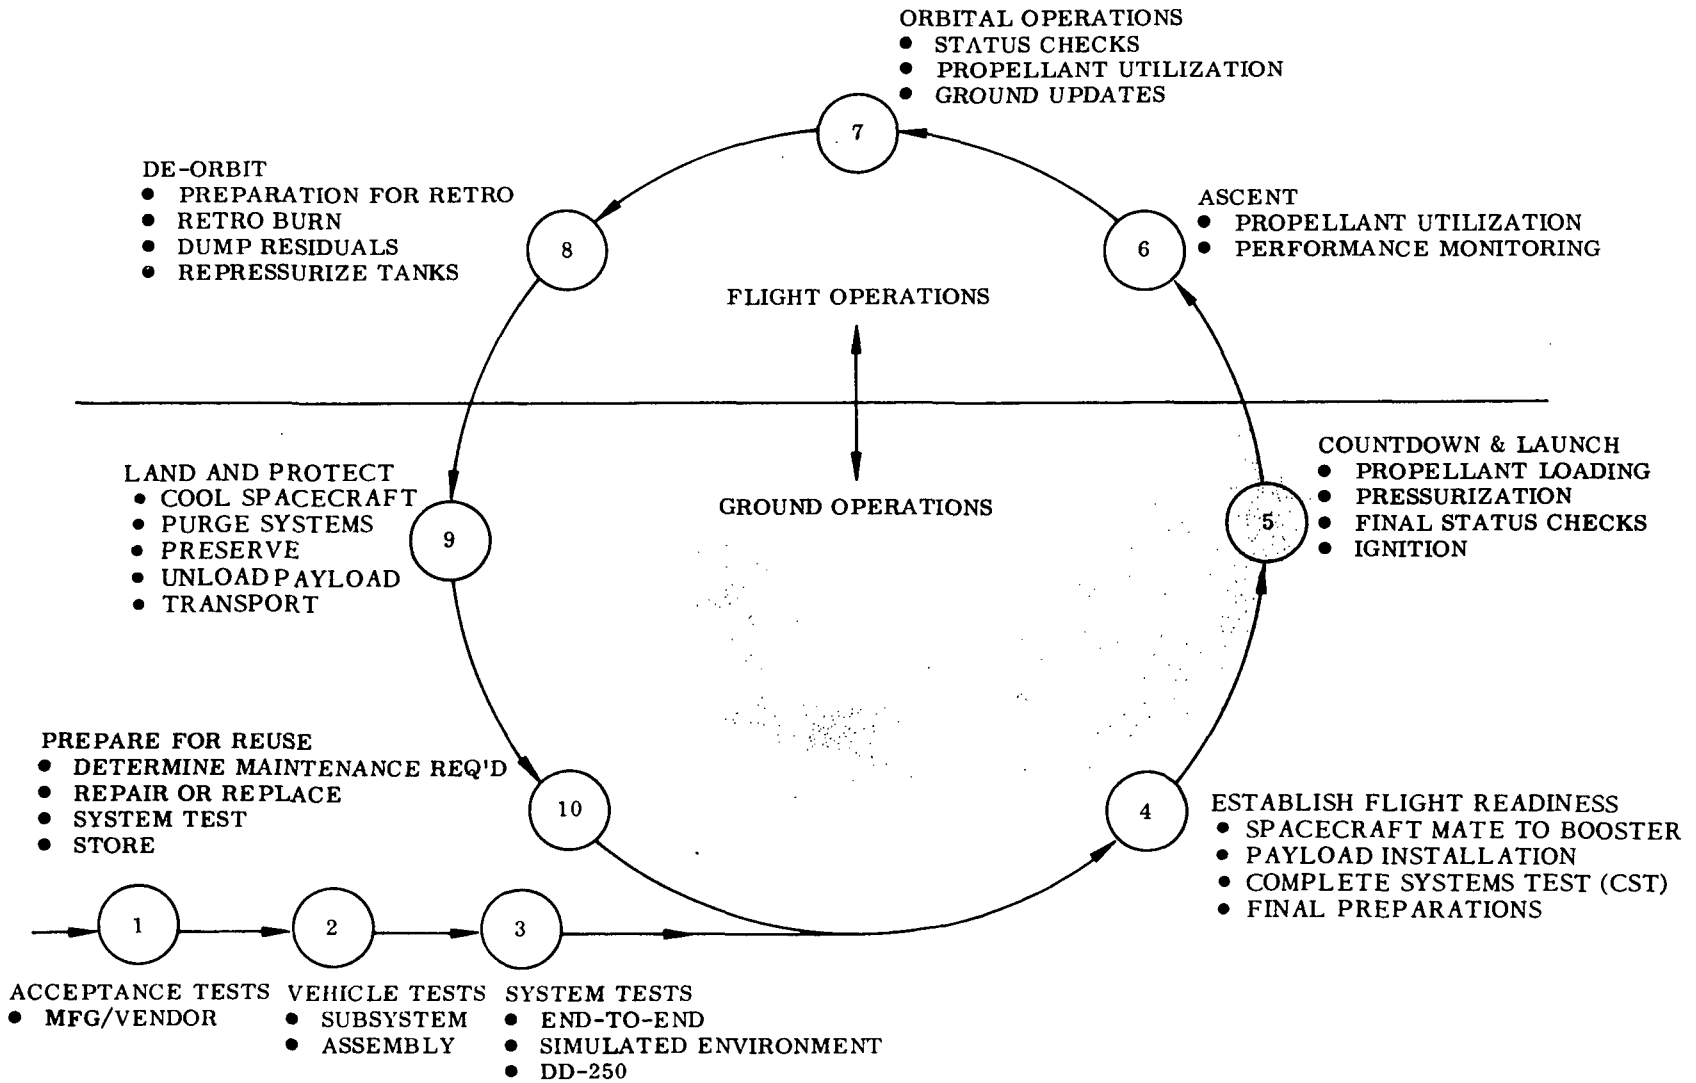 ORBITAL OPERATIONS
● STATUS CHECKS
● PROPELLANT UTILIZATION
● GROUND UPDATES
7
DE-ORBIT
● PREPARATION FOR RETRO
● RETRO BURN
● DUMP RESIDUALS
● REPRESSURIZE TANKS
8
ASCENT
● PROPELLANT UTILIZATION
● PERFORMANCE MONITORING
6
FLIGHT OPERATIONS
GROUND OPERATIONS
LAND AND PROTECT
● COOL SPACECRAFT
● PURGE SYSTEMS
● PRESERVE
● UNLOAD PAYLOAD
● TRANSPORT
9
COUNTDOWN & LAUNCH
● PROPELLANT LOADING
● PRESSURIZATION
● FINAL STATUS CHECKS
● IGNITION
5
PREPARE FOR REUSE
● DETERMINE MAINTENANCE REQ'D
● REPAIR OR REPLACE
● SYSTEM TEST
● STORE
10
4
ESTABLISH FLIGHT READINESS
● SPACECRAFT MATE TO BOOSTER
● PAYLOAD INSTALLATION
● COMPLETE SYSTEMS TEST (CST)
● FINAL PREPARATIONS
1
2
3
ACCEPTANCE TESTS
● MFG/VENDOR
VEHICLE TESTS
● SUBSYSTEM
● ASSEMBLY
SYSTEM TESTS
● END-TO-END
● SIMULATED ENVIRONMENT
● DD-250